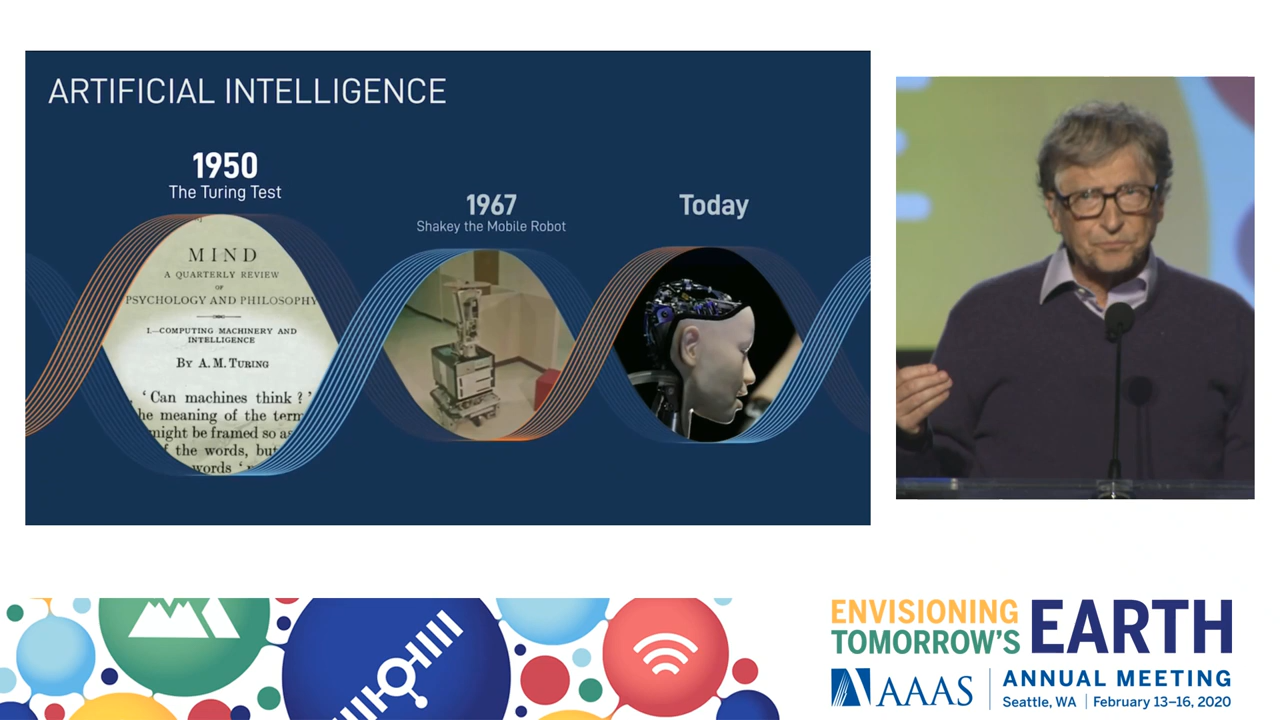 ARTIFICIAL INTELLIGENCE
1950
The Turing Test
MIND
A QUARTERLY REVIEW
OF
PSYCHOLOGY AND PHILOSOPHY
I.—COMPUTING MACHINERY AND
INTELLIGENCE
By A. M. Turing
' Can machines think ? '
he meaning of the term
might be framed so as
f the words, but
words '
1967
Shakey the Mobile Robot
Today
ENVISIONING
TOMORROW'S
EARTH
AAAS
ANNUAL MEETING
Seattle, WA | February 13–16, 2020